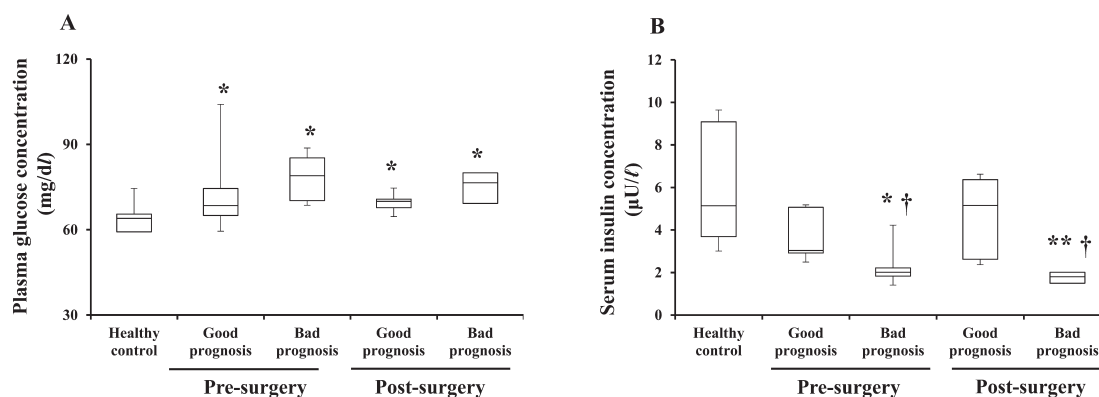 A
Plasma glucose concentration
(mg/dl)
120
90
60
30
*
*
*
*
Healthy
control
Good
prognosis
Bad
prognosis
Good
prognosis
Bad
prognosis
Pre-surgery
Post-surgery
B
Serum insulin concentration
(μU/ℓ)
12
10
8
6
4
2
0
* †
** †
Healthy
control
Good
prognosis
Bad
prognosis
Good
prognosis
Bad
prognosis
Pre-surgery
Post-surgery